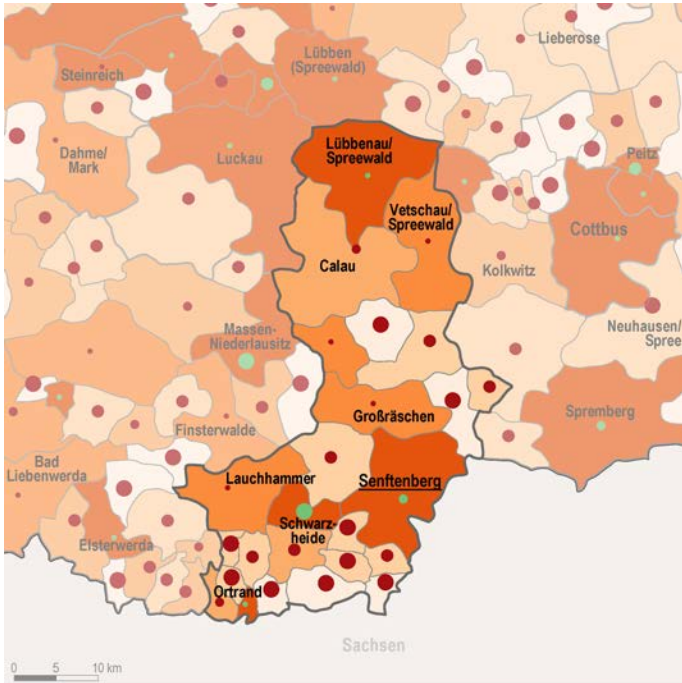 Lieberose
Lübben
(Spreewald)
Steinreich
Lübbenau/
Spreewald
Dahme/
Mark
Luckau
Peitz
Vetschau/
Spreewald
Cottbus
Calau
Kolkwitz
Massen-
Niederlausitz
Neuhausen/
Spree
Großräschen
Spremberg
Finsterwalde
Bad
Liebenwerda
Lauchhammer
Senftenberg
Schwarz-
heide
Elsterwerda
Ortrand
Sachsen
0 5 10 km